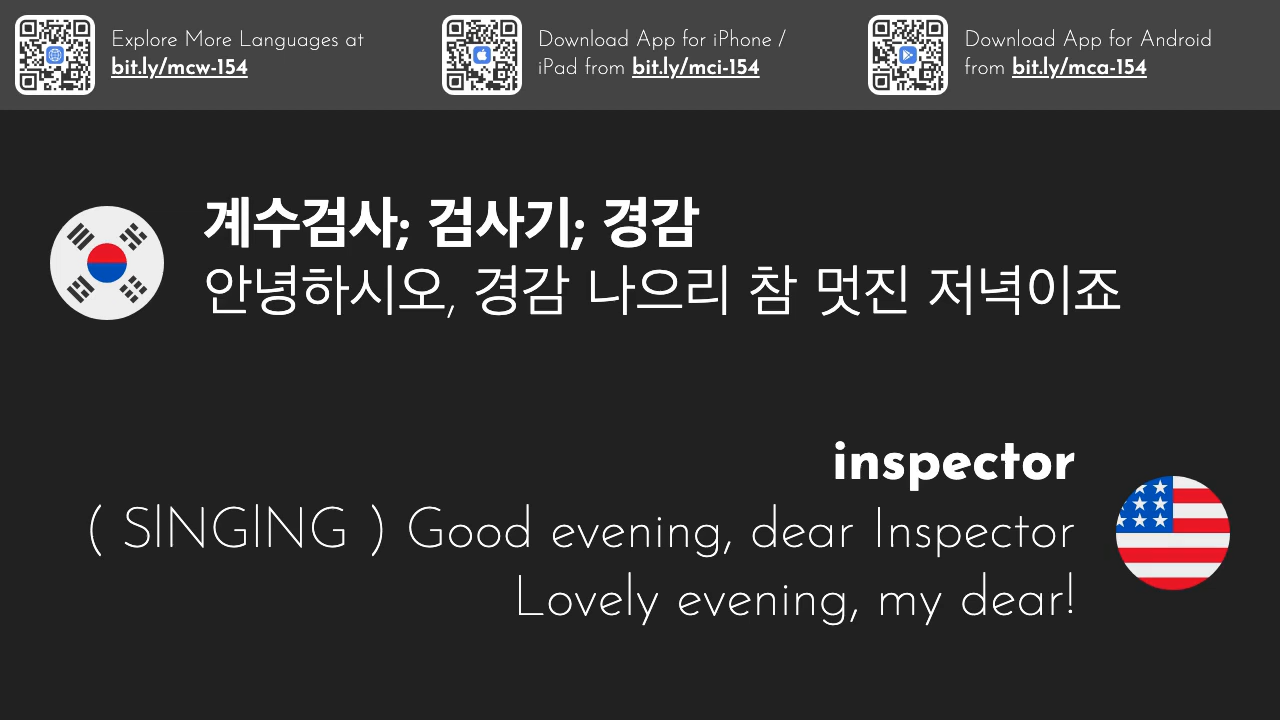 Explore More Languages at
bit.ly/mcw-154
Download App for iPhone /
iPad from bit.ly/mci-154
Download App for Android
from bit.ly/mca-154
계수검사; 검사기; 경감
안녕하시오, 경감 나으리 참 멋진 저녁이죠
inspector
( SINGING ) Good evening, dear Inspector
Lovely evening, my dear!